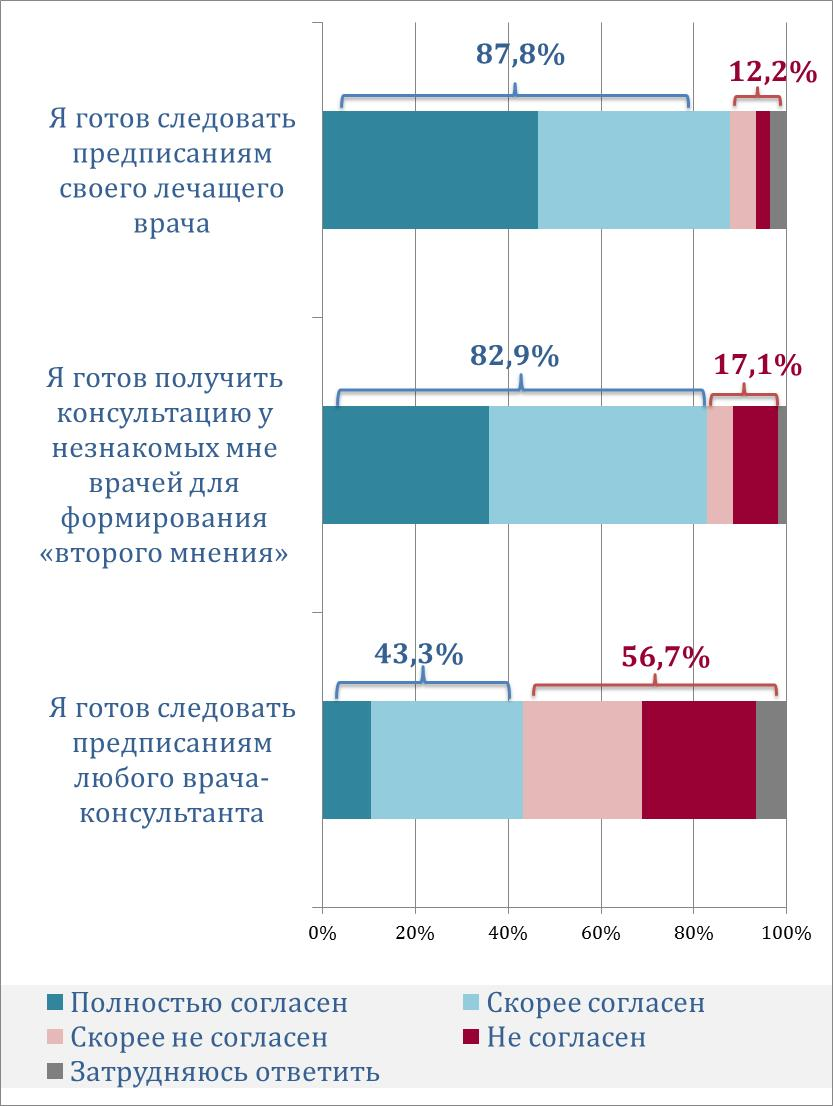 87,8%
12,2%
Я готов следовать
предписаниям
своего лечащего
врача
82,9%
17,1%
Я готов получить
консультацию у
незнакомых мне
врачей для
формирования
«второго мнения»
43,3%
56,7%
Я готов следовать
предписаниям
любого врача-
консультанта
0% 20% 40% 60% 80% 100%
Полностью согласен Скорее согласен
Скорее не согласен Не согласен
Затрудняюсь ответить